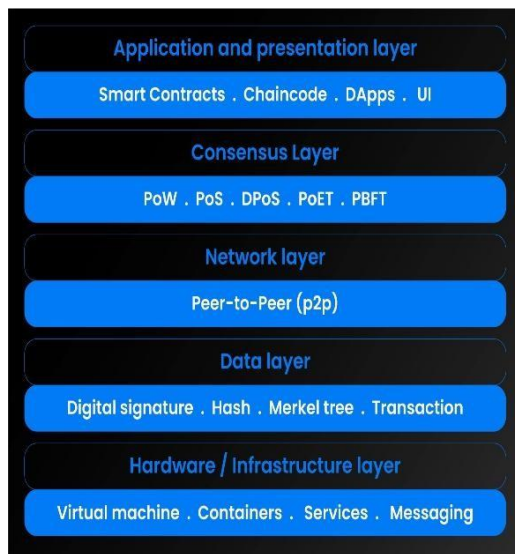 Application and presentation layer
Smart Contracts . Chaincode . DApps . UI
Consensus Layer
PoW . PoS . DPoS . PoET . PBFT
Network layer
Peer-to-Peer (p2p)
Data layer
Digital signature . Hash . Merkel tree . Transaction
Hardware / Infrastructure layer
Virtual machine . Containers . Services . Messaging